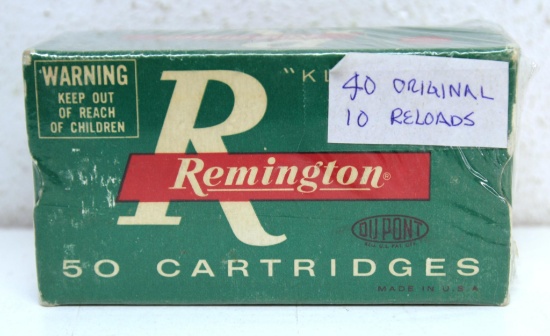 WARNING
KEEP OUT
OF REACH
OF CHILDREN
R
"KL
40 ORIGINAL
10 RELOADS
Remington®
DU PONT
50 CARTRIDGES
MADE IN U.S.A.